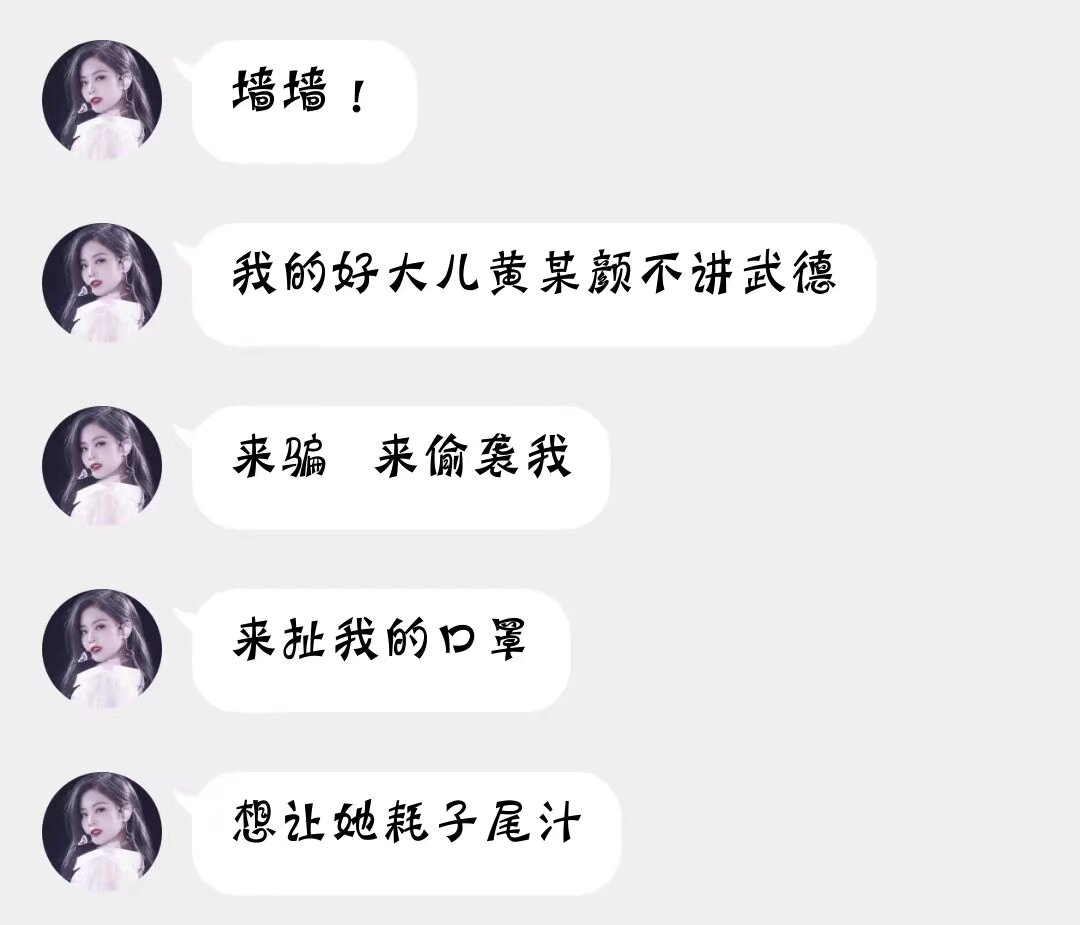 墙墙！
我的好大儿黄某颜不讲武德
来骗 来偷袭我
来扯我的口罩
想让她耗子尾汁